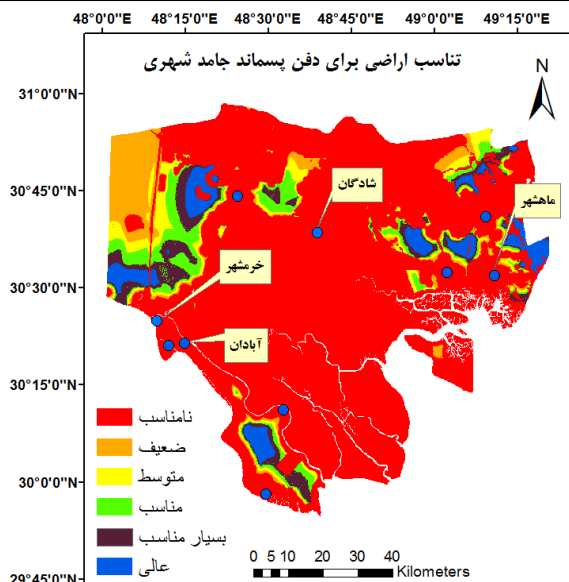 48°0'0"E 48°15'0"E 48°30'0"E 48°45'0"E 49°0'0"E 49°15'0"E
تناسب اراضی برای دفن پسماند جامد شهری
N
31°0'0"N
30°45'0"N
30°30'0"N
30°15'0"N
30°0'0"N
29°45'0"N
شادگان
ماهشهر
خرمشهر
آبادان
نامناسب
ضعیف
متوسط
مناسب
بسیار مناسب
عالی
0 5 10 20 30 40
Kilometers